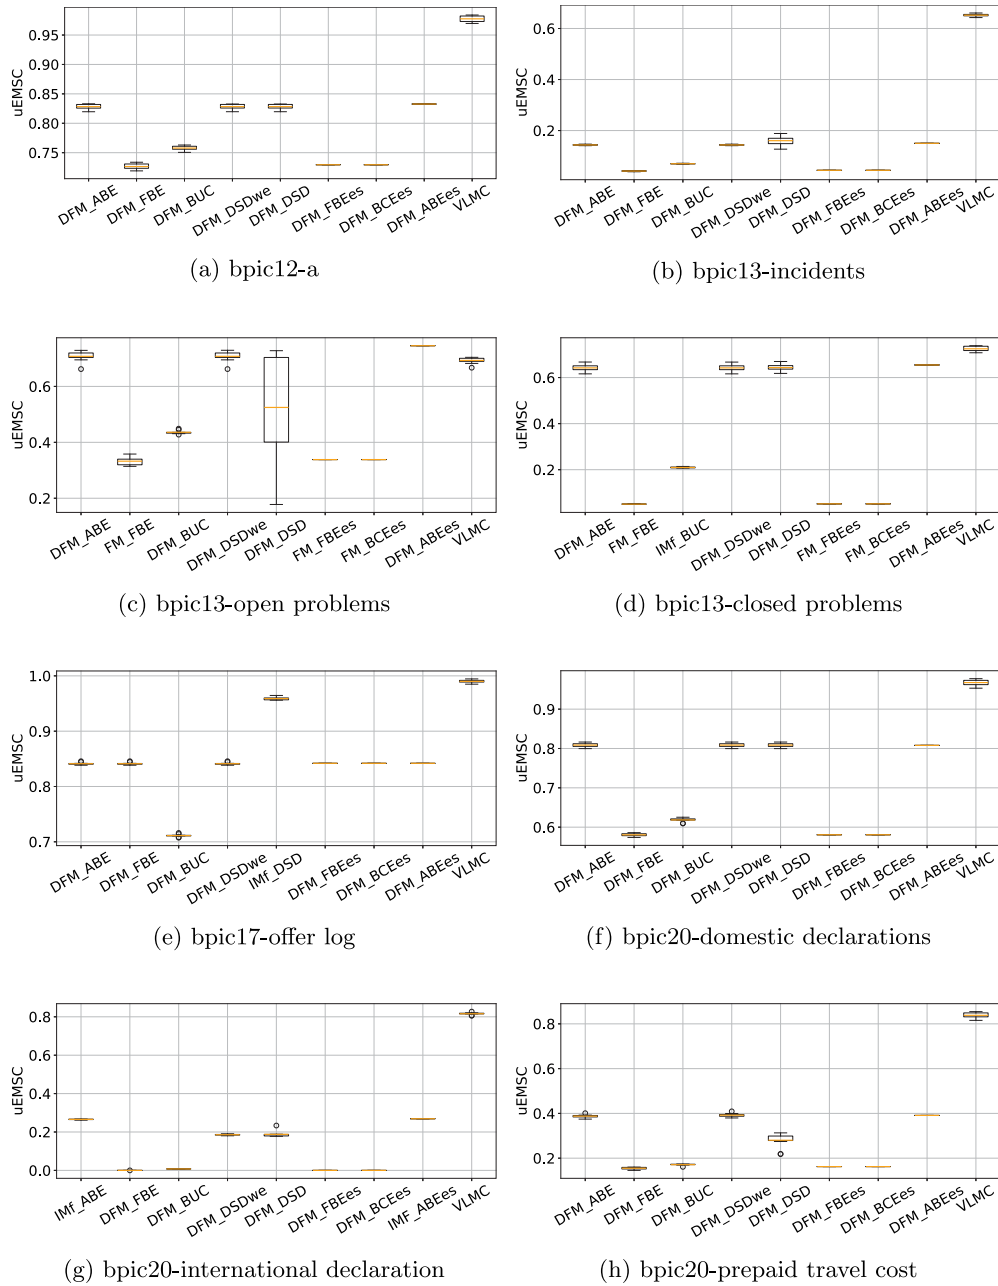 uEMSC
0.95
0.90
0.85
0.80
0.75
DFM_ABE
DFM_FBE
DFM_BUC
DFM_DSDwe
DFM_DSD
DFM_FBEes
DFM_BCEes
DFM_ABEes
VLMC
(a) bpic12-a
uEMSC
0.6
0.4
0.2
DFM_ABE
DFM_FBE
DFM_BUC
DFM_DSDwe
DFM_DSD
DFM_FBEes
DFM_BCEes
DFM_ABEes
VLMC
(b) bpic13-incidents
uEMSC
0.6
0.4
0.2
DFM_ABE
FM_FBE
DFM_BUC
DFM_DSDwe
DFM_DSD
FM_FBEes
FM_BCEes
DFM_ABEes
VLMC
(c) bpic13-open problems
uEMSC
0.6
0.4
0.2
DFM_ABE
FM_FBE
IMf_BUC
DFM_DSDwe
DFM_DSD
FM_FBEes
FM_BCEes
DFM_ABEes
VLMC
(d) bpic13-closed problems
uEMSC
1.0
0.9
0.8
0.7
DFM_ABE
DFM_FBE
DFM_BUC
DFM_DSDwe
IMf_DSD
DFM_FBEes
DFM_BCEes
DFM_ABEes
VLMC
(e) bpic17-offer log
uEMSC
0.9
0.8
0.7
0.6
DFM_ABE
DFM_FBE
DFM_BUC
DFM_DSDwe
DFM_DSD
DFM_FBEes
DFM_BCEes
DFM_ABEes
VLMC
(f) bpic20-domestic declarations
uEMSC
0.8
0.6
0.4
0.2
0.0
IMf_ABE
DFM_FBE
DFM_BUC
DFM_DSDwe
DFM_DSD
DFM_FBEes
DFM_BCEes
IMf_ABEes
VLMC
(g) bpic20-international declaration
uEMSC
0.8
0.6
0.4
0.2
DFM_ABE
DFM_FBE
DFM_BUC
DFM_DSDwe
DFM_DSD
DFM_FBEes
DFM_BCEes
DFM_ABEes
VLMC
(h) bpic20-prepaid travel cost